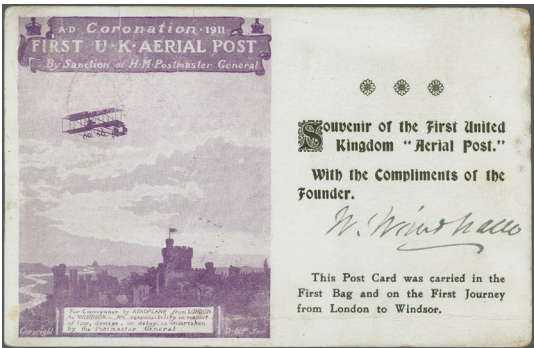 A.D. Coronation · 1911
FIRST U·K·AERIAL POST
By Sanction of H·M·Postmaster General
For Conveyance by AEROPLANE from LONDON
to WINDSOR. No responsibility in respect
of loss, damage, or delay, is undertaken
by the Postmaster General
Copyright
Souvenir of the First United
Kingdom "Aerial Post."
With the Compliments of the
Founder.
W. Windham
This Post Card was carried in the
First Bag and on the First Journey
from London to Windsor.